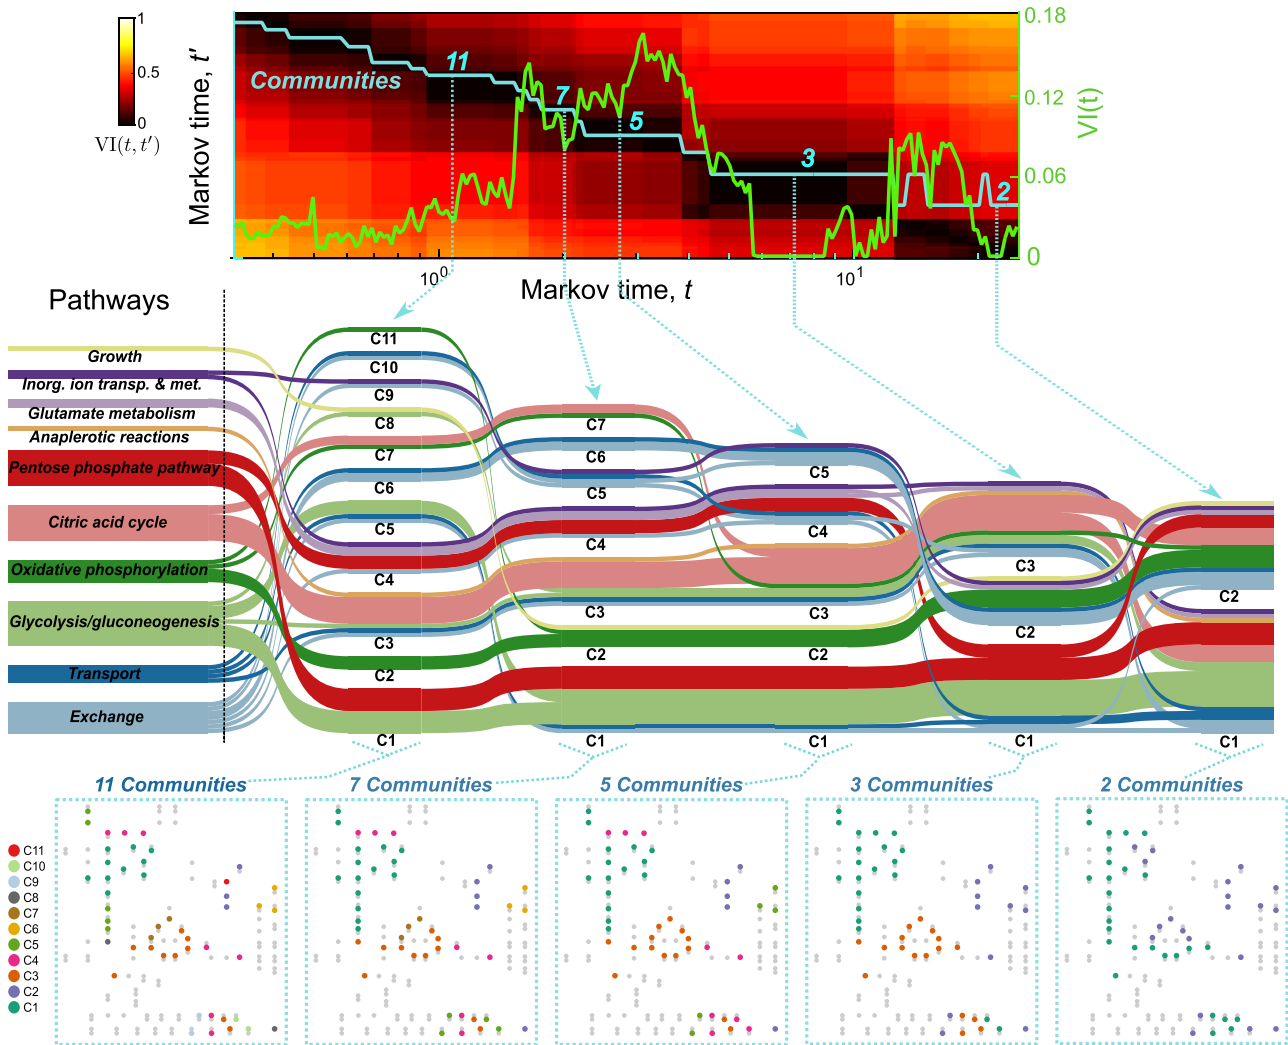 1
0.5
0
VI(t, t′)
Markov time, t′
Communities
11
7
5
3
2
0.18
0.12
0.06
0
VI(t)
10⁰
10¹
Markov time, t
Pathways
Growth
Inorg. ion transp. & met.
Glutamate metabolism
Anaplerotic reactions
Pentose phosphate pathway
Citric acid cycle
Oxidative phosphorylation
Glycolysis/gluconeogenesis
Transport
Exchange
C11
C10
C9
C8
C7
C6
C5
C4
C3
C2
C1
C7
C6
C5
C4
C3
C2
C1
C5
C4
C3
C2
C1
C3
C2
C1
C2
C1
11 Communities
7 Communities
5 Communities
3 Communities
2 Communities
C11
C10
C9
C8
C7
C6
C5
C4
C3
C2
C1